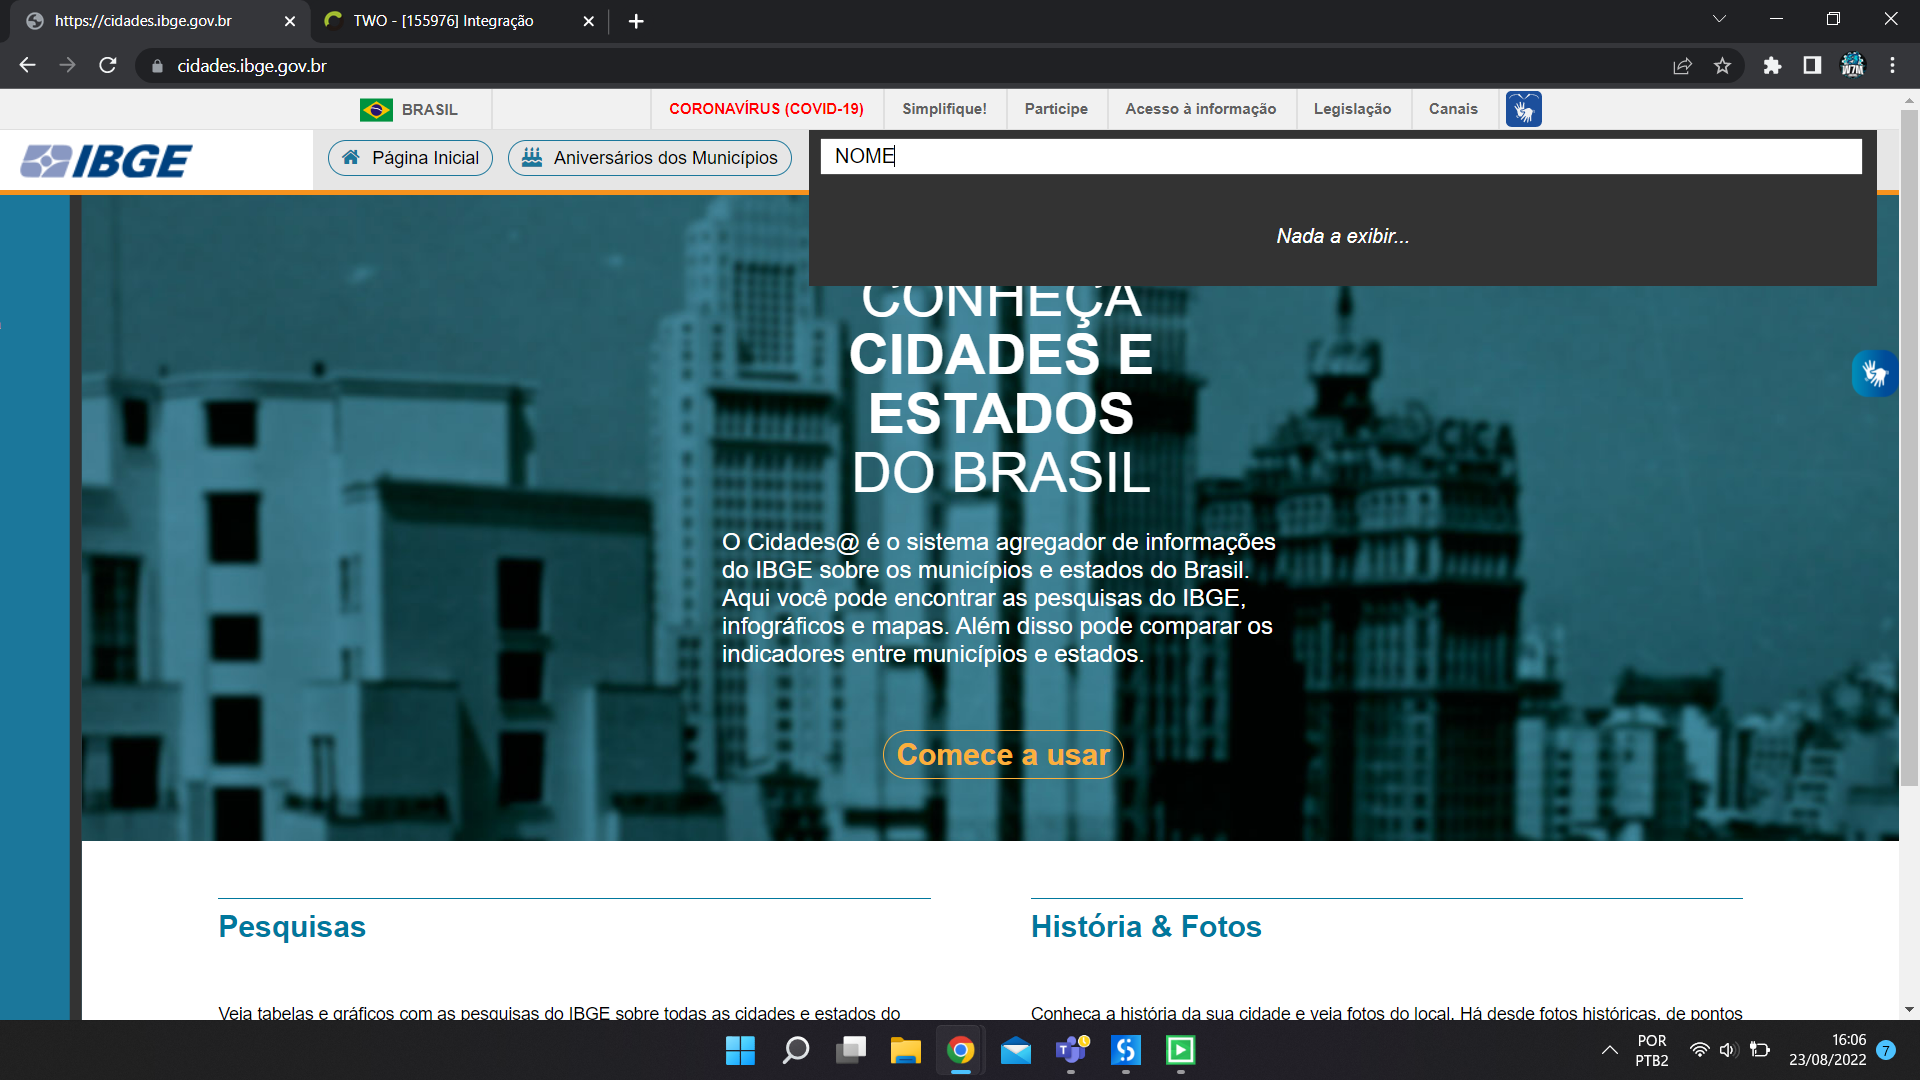 https://cidades.ibge.gov.br
TWO - [155976] Integração
cidades.ibge.gov.br
BRASIL
CORONAVÍRUS (COVID-19)
Simplifique!
Participe
Acesso à informação
Legislação
Canais
IBGE
Página Inicial
Aniversários dos Municípios
NOME
Nada a exibir...
CONHEÇA
CIDADES E
ESTADOS
DO BRASIL
CICA
O Cidades@ é o sistema agregador de informações
do IBGE sobre os municípios e estados do Brasil.
Aqui você pode encontrar as pesquisas do IBGE,
infográficos e mapas. Além disso pode comparar os
indicadores entre municípios e estados.
Comece a usar
Pesquisas
História & Fotos
Veja tabelas e gráficos com as pesquisas do IBGE sobre todas as cidades e estados do
Conheça a história da sua cidade e veja fotos do local. Há desde fotos históricas, de pontos
POR
PTB2
16:06
23/08/2022
7